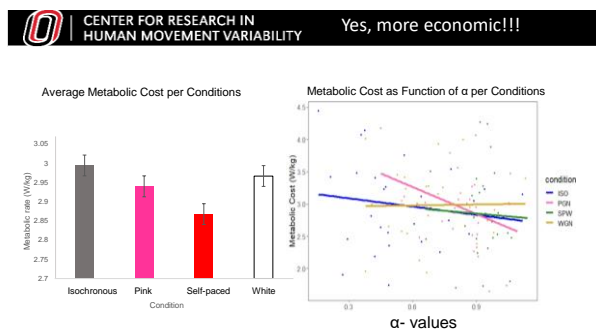 CENTER FOR RESEARCH IN
HUMAN MOVEMENT VARIABILITY
Yes, more economic!!!
Average Metabolic Cost per Conditions
3.05
3
2.95
2.9
2.85
2.8
2.75
2.7
Metabolic rate (W/kg)
Isochronous Pink Self-paced White
Condition
Metabolic Cost as Function of α per Conditions
4.5
4.0
3.5
3.0
2.5
2.0
Metabolic Cost (W/kg)
0.3 0.6 0.9
α- values
condition
ISO
PGN
SPW
WGN